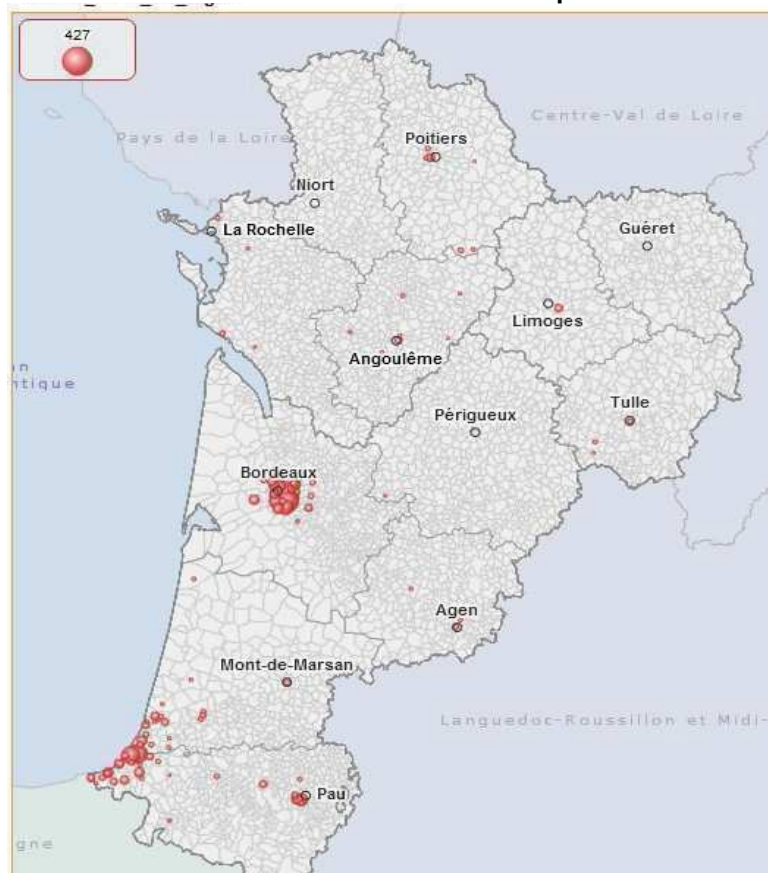 427
Centre-Val de Loire
Pays de la Loire
Poitiers
Niort
La Rochelle
Guéret
Limoges
Angoulême
ntique
Tulle
Périgueux
Bordeaux
Agen
Mont-de-Marsan
Languedoc-Roussillon et Midi-
Pau
gne